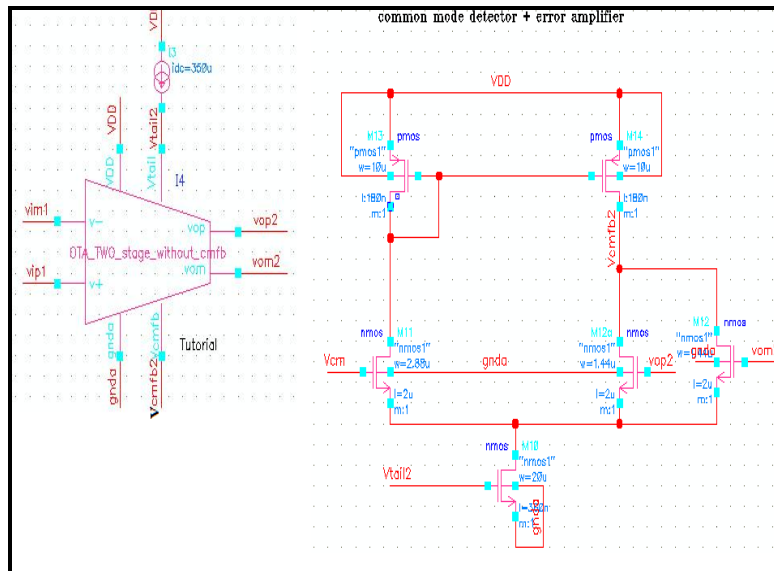 common mode detector + error amplifier
VD
I3
idc=350u
Vtail2
VDD
VDD
Vtail
I4
vim1
v-
vop
vop2
OTA_TWO_stage_without_cmfb
vom
vom2
vip1
v+
gnda
Vcmfb
Tutorial
gnda
Vcmfb2
VDD
M13
pmos
"pmos1"
w=10u
l:180n
m:1
pmos
M14
"pmos1"
w=10u
l:180n
m:1
Vcmfb2
nmos
M11
"nmos1"
w=2.88u
l=2u
m:1
Vcm
gnda
M12a
nmos
"nmos1"
w=1.44u
l=2u
m:1
vop2
M12
nmos
"nmos1"
gnda
l=2u
m:1
vom
nmos
M10
"nmos1"
w=20u
m:1
Vtail2
gnda